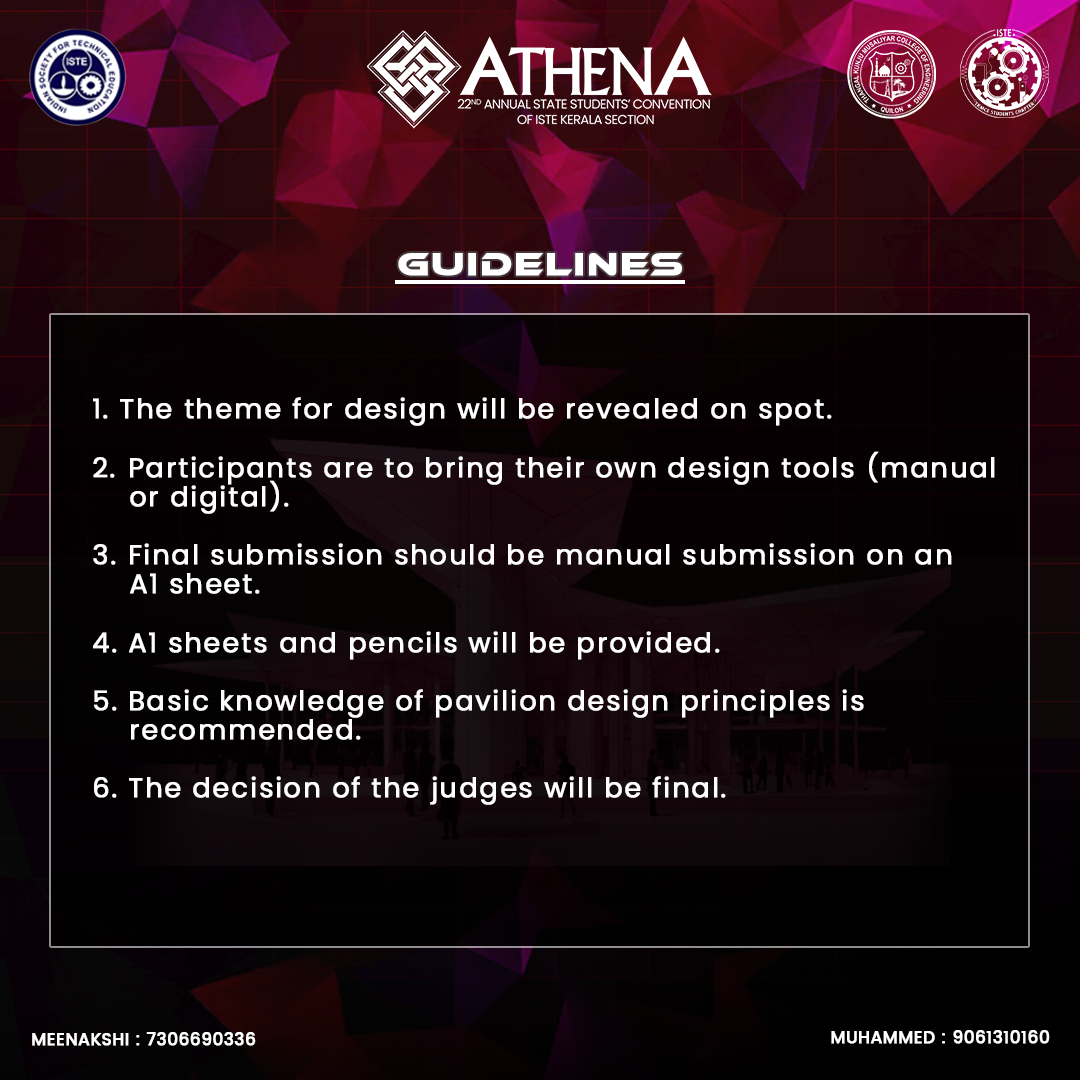 INDIAN SOCIETY FOR TECHNICAL EDUCATION
ISTE
ATHENA
22ND ANNUAL STATE STUDENTS' CONVENTION
OF ISTE KERALA SECTION
THANGAL KUNJU MUSALIAR COLLEGE OF ENGINEERING
QUILON
ISTE
TKMCE STUDENTS CHAPTER
GUIDELINES
1. The theme for design will be revealed on spot.
2. Participants are to bring their own design tools (manual
or digital).
3. Final submission should be manual submission on an
A1 sheet.
4. A1 sheets and pencils will be provided.
5. Basic knowledge of pavilion design principles is
recommended.
6. The decision of the judges will be final.
MEENAKSHI : 7306690336
MUHAMMED : 9061310160